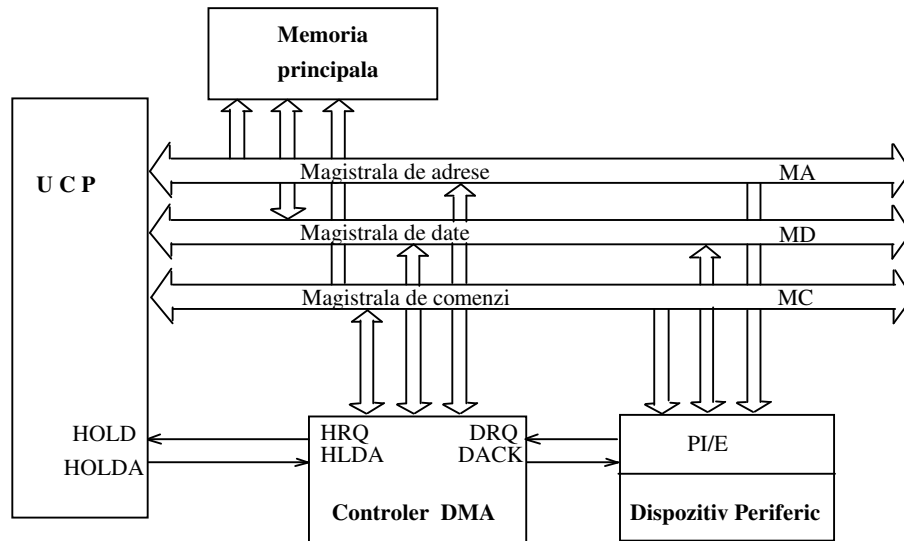 Memoria
principala
U C P
Magistrala de adrese MA
Magistrala de date MD
Magistrala de comenzi MC
HOLD HRQ DRQ PI/E
HOLDA HLDA DACK
Controler DMA Dispozitiv Periferic